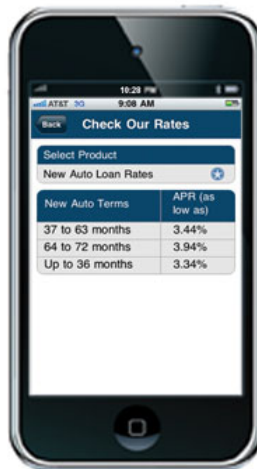 10:28 PM
AT&T 3G 9:08 AM
Back Check Our Rates
Select Product
New Auto Loan Rates
New Auto Terms APR (as low as)
37 to 63 months 3.44%
64 to 72 months 3.94%
Up to 36 months 3.34%